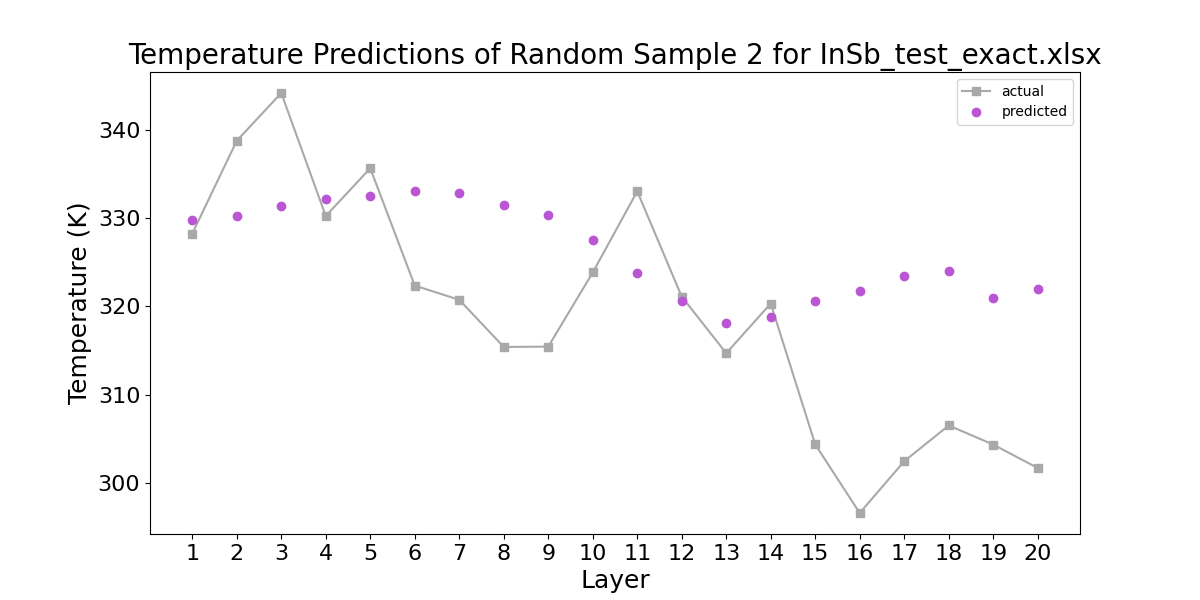 Temperature Predictions of Random Sample 2 for InSb_test_exact.xlsx
actual
predicted
340
330
320
310
300
Temperature (K)
1 2 3 4 5 6 7 8 9 10 11 12 13 14 15 16 17 18 19 20
Layer